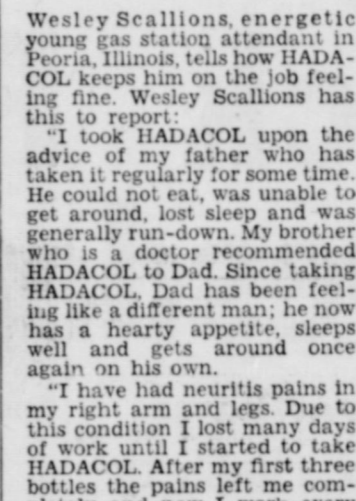 Wesley Scallions, energetic
young gas station attendant in
Peoria, Illinois, tells how HADA-
COL keeps him on the job feel-
ing fine. Wesley Scallions has
this to report:
"I took HADACOL upon the
advice of my father who has
taken it regularly for some time.
He could not eat, was unable to
get around, lost sleep and was
generally run-down. My brother
who is a doctor recommended
HADACOL to Dad. Since taking
HADACOL, Dad has been feel-
ing like a different man; he now
has a hearty appetite, sleeps
well and gets around once
again on his own.
"I have had neuritis pains in
my right arm and legs. Due to
this condition I lost many days
of work until I started to take
HADACOL. After my first three
bottles the pains left me com-